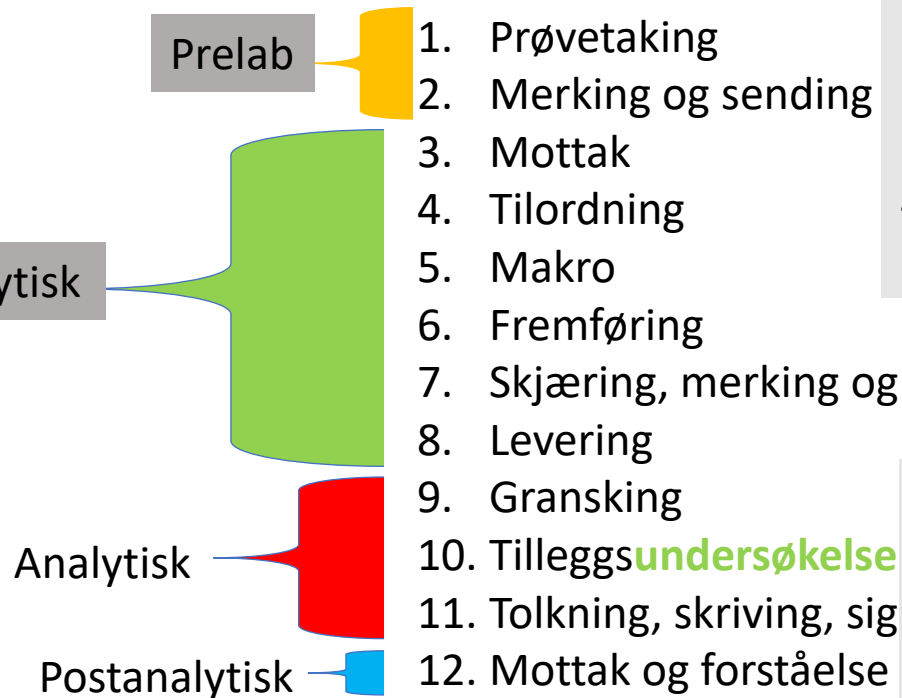 Prelab
1. Prøvetaking
2. Merking og sending
3. Mottak
4. Tilordning
5. Makro
ytisk
6. Fremføring
7. Skjæring, merking og
8. Levering
9. Gransking
Analytisk
10. Tilleggsundersøkelse
11. Tolkning, skriving, sig
Postanalytisk
12. Mottak og forståelse